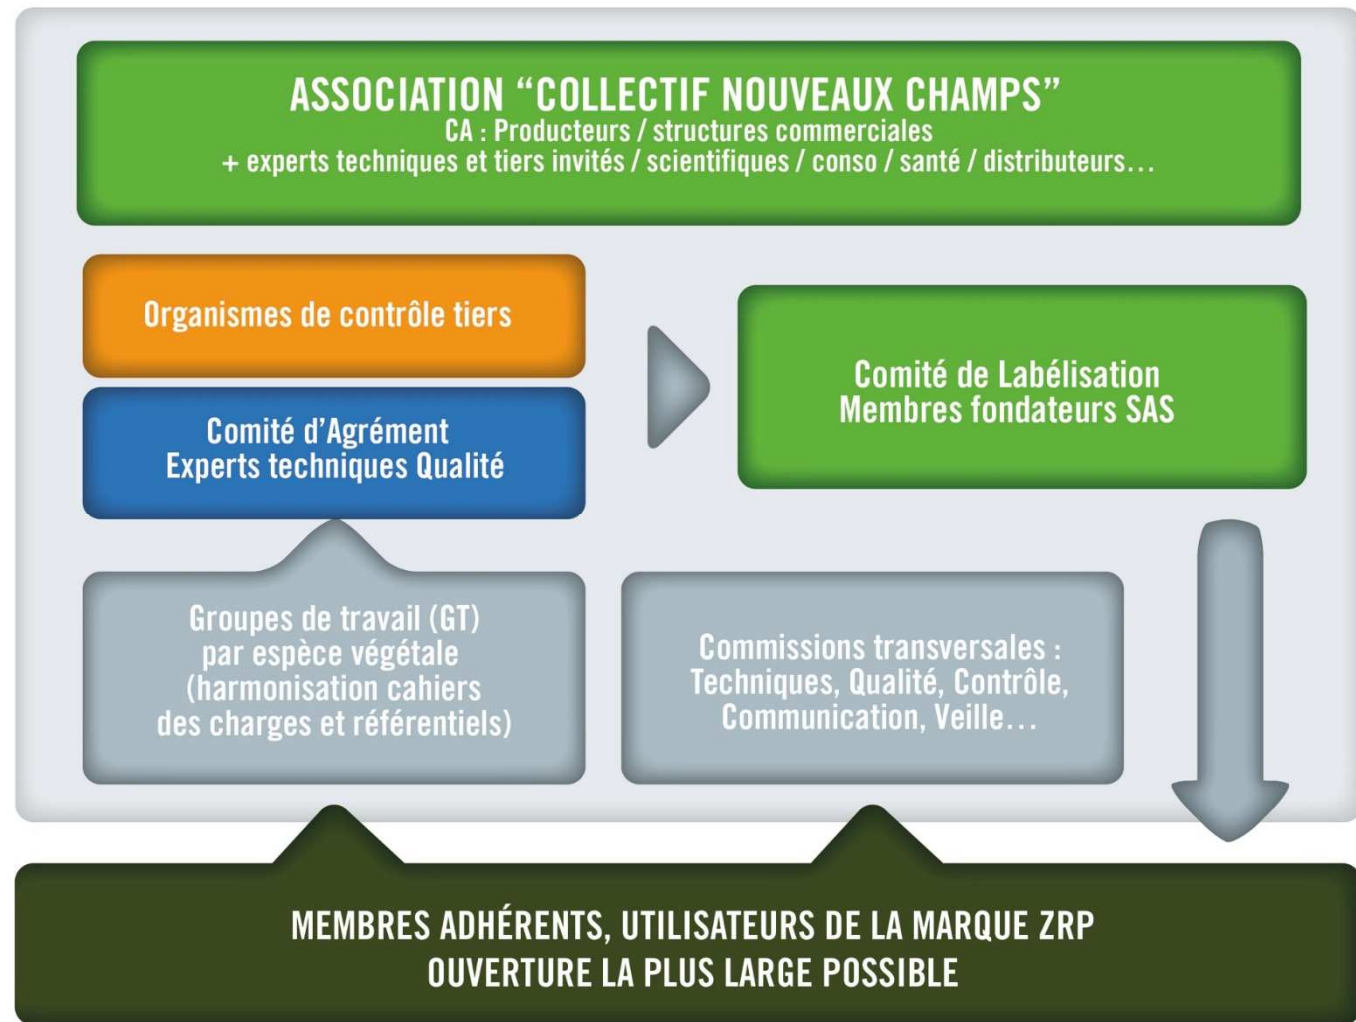 ASSOCIATION “COLLECTIF NOUVEAUX CHAMPS”
CA : Producteurs / structures commerciales
+ experts techniques et tiers invités / scientifiques / conso / santé / distributeurs…
Organismes de contrôle tiers
Comité d’Agrément
Experts techniques Qualité
Comité de Labélisation
Membres fondateurs SAS
Groupes de travail (GT)
par espèce végétale
(harmonisation cahiers
des charges et référentiels)
Commissions transversales :
Techniques, Qualité, Contrôle,
Communication, Veille…
MEMBRES ADHÉRENTS, UTILISATEURS DE LA MARQUE ZRP
OUVERTURE LA PLUS LARGE POSSIBLE